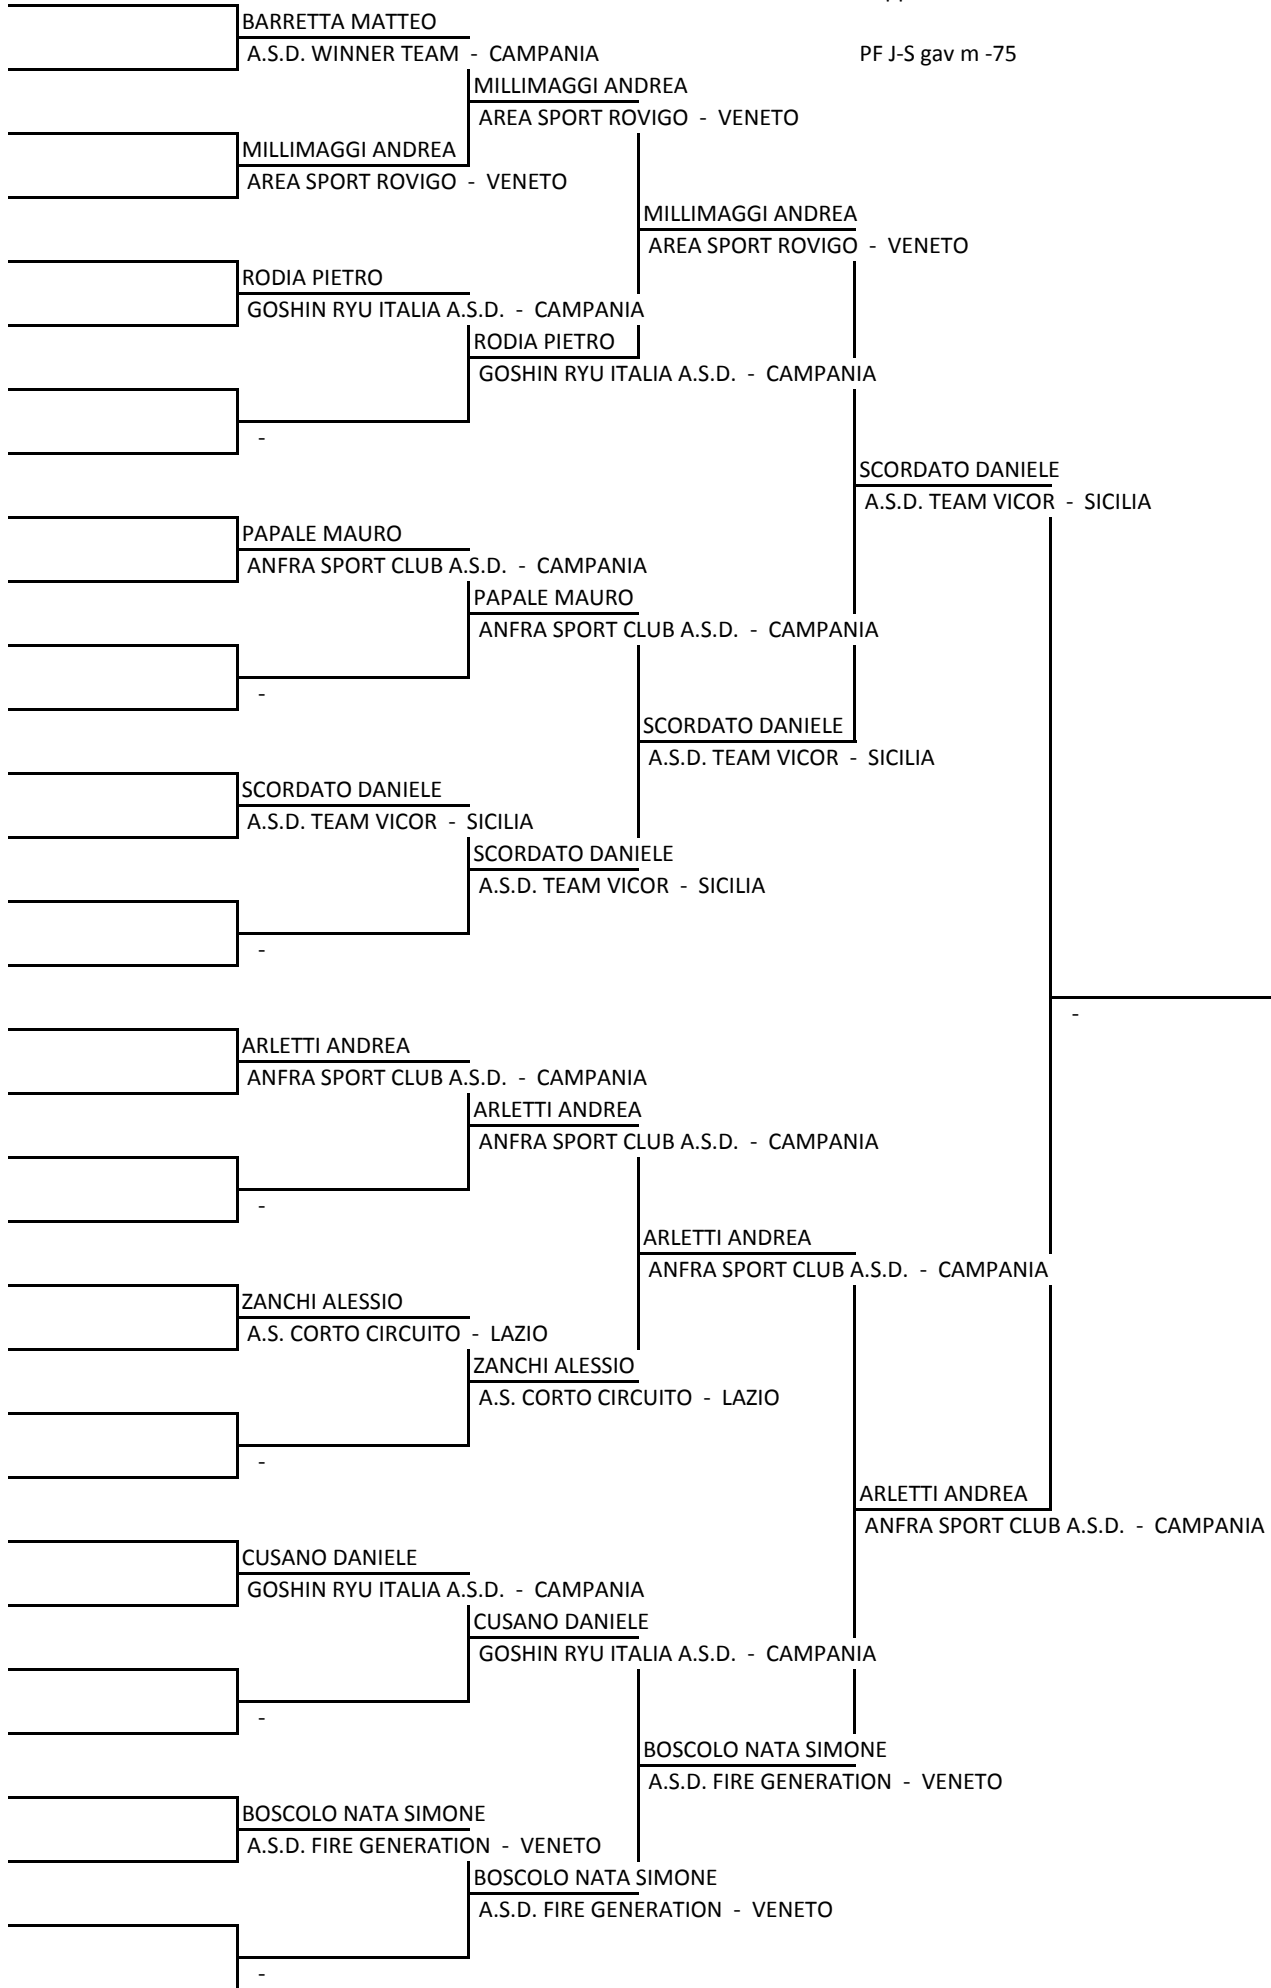 BARRETTA MATTEO
A.S.D. WINNER TEAM - CAMPANIA
PF J-S gav m -75
MILLIMAGGI ANDREA
AREA SPORT ROVIGO - VENETO
MILLIMAGGI ANDREA
AREA SPORT ROVIGO - VENETO
MILLIMAGGI ANDREA
AREA SPORT ROVIGO - VENETO
RODIA PIETRO
GOSHIN RYU ITALIA A.S.D. - CAMPANIA
RODIA PIETRO
GOSHIN RYU ITALIA A.S.D. - CAMPANIA
-
SCORDATO DANIELE
A.S.D. TEAM VICOR - SICILIA
PAPALE MAURO
ANFRA SPORT CLUB A.S.D. - CAMPANIA
PAPALE MAURO
ANFRA SPORT CLUB A.S.D. - CAMPANIA
-
SCORDATO DANIELE
A.S.D. TEAM VICOR - SICILIA
SCORDATO DANIELE
A.S.D. TEAM VICOR - SICILIA
SCORDATO DANIELE
A.S.D. TEAM VICOR - SICILIA
-
-
ARLETTI ANDREA
ANFRA SPORT CLUB A.S.D. - CAMPANIA
ARLETTI ANDREA
ANFRA SPORT CLUB A.S.D. - CAMPANIA
-
ARLETTI ANDREA
ANFRA SPORT CLUB A.S.D. - CAMPANIA
ZANCHI ALESSIO
A.S. CORTO CIRCUITO - LAZIO
ZANCHI ALESSIO
A.S. CORTO CIRCUITO - LAZIO
-
ARLETTI ANDREA
ANFRA SPORT CLUB A.S.D. - CAMPANIA
CUSANO DANIELE
GOSHIN RYU ITALIA A.S.D. - CAMPANIA
CUSANO DANIELE
GOSHIN RYU ITALIA A.S.D. - CAMPANIA
-
BOSCOLO NATA SIMONE
A.S.D. FIRE GENERATION - VENETO
BOSCOLO NATA SIMONE
A.S.D. FIRE GENERATION - VENETO
BOSCOLO NATA SIMONE
A.S.D. FIRE GENERATION - VENETO
-